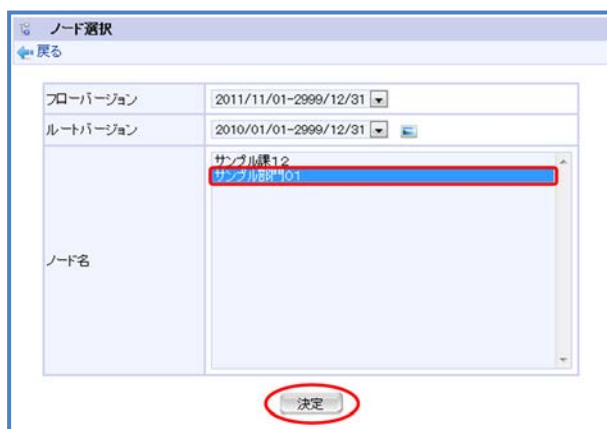 ノード選択
戻る
フローバージョン 2011/11/01-2999/12/31
ルートバージョン 2010/01/01-2999/12/31
サンプル課12
サンプル部門01
ノード名
決定